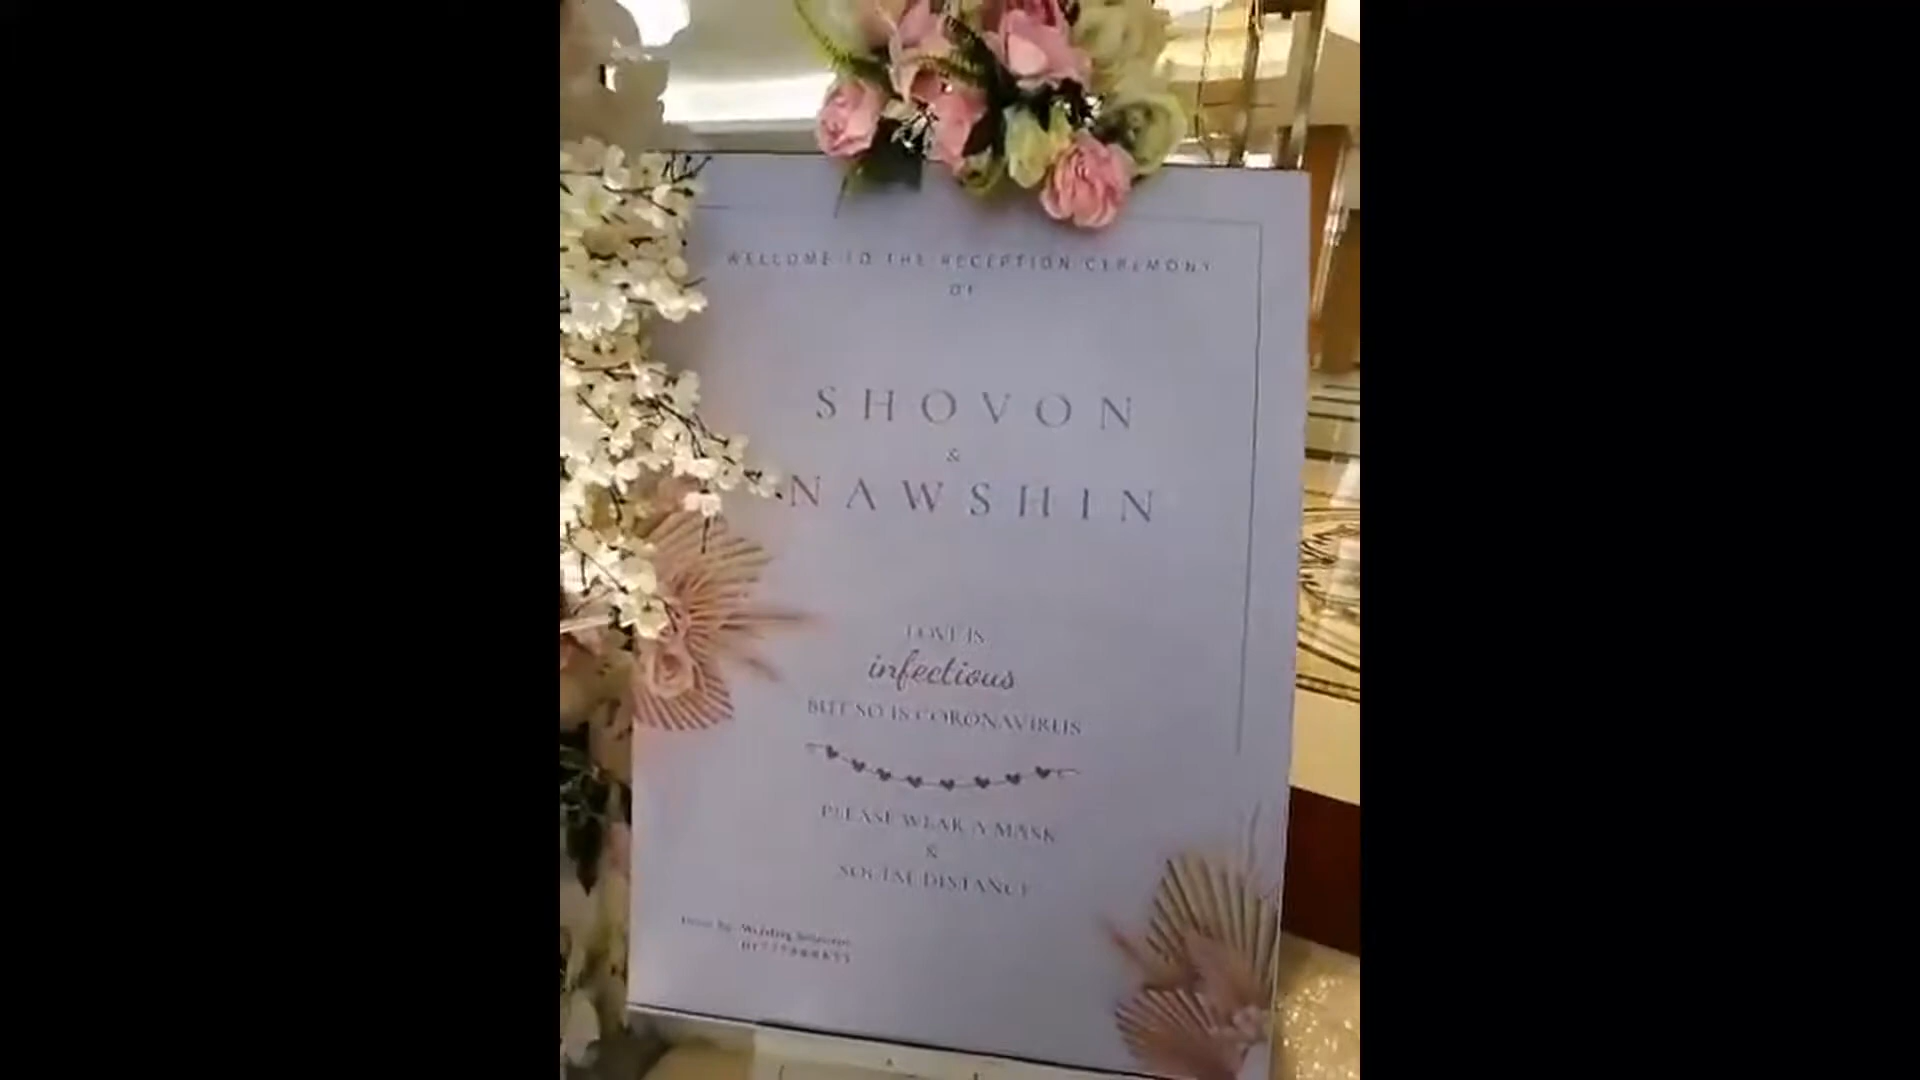 WELCOME TO THE RECEPTION CEREMONY
OF
SHOVON
&
NAWSHIN
LOVE IS
infectious
BUT SO IS CORONAVIRUS
PLEASE WEAR A MASK
&
SOCIAL DISTANCE
Wedding